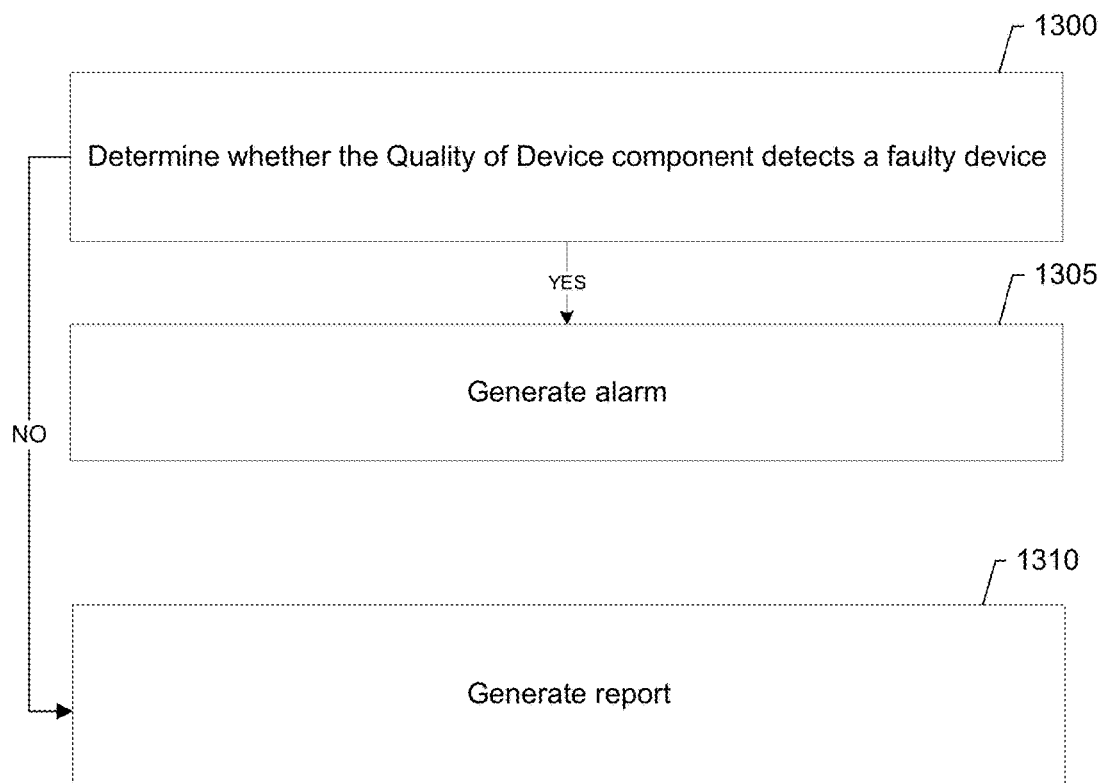 1300
Determine whether the Quality of Device component detects a faulty device
YES
1305
Generate alarm
NO
1310
Generate report